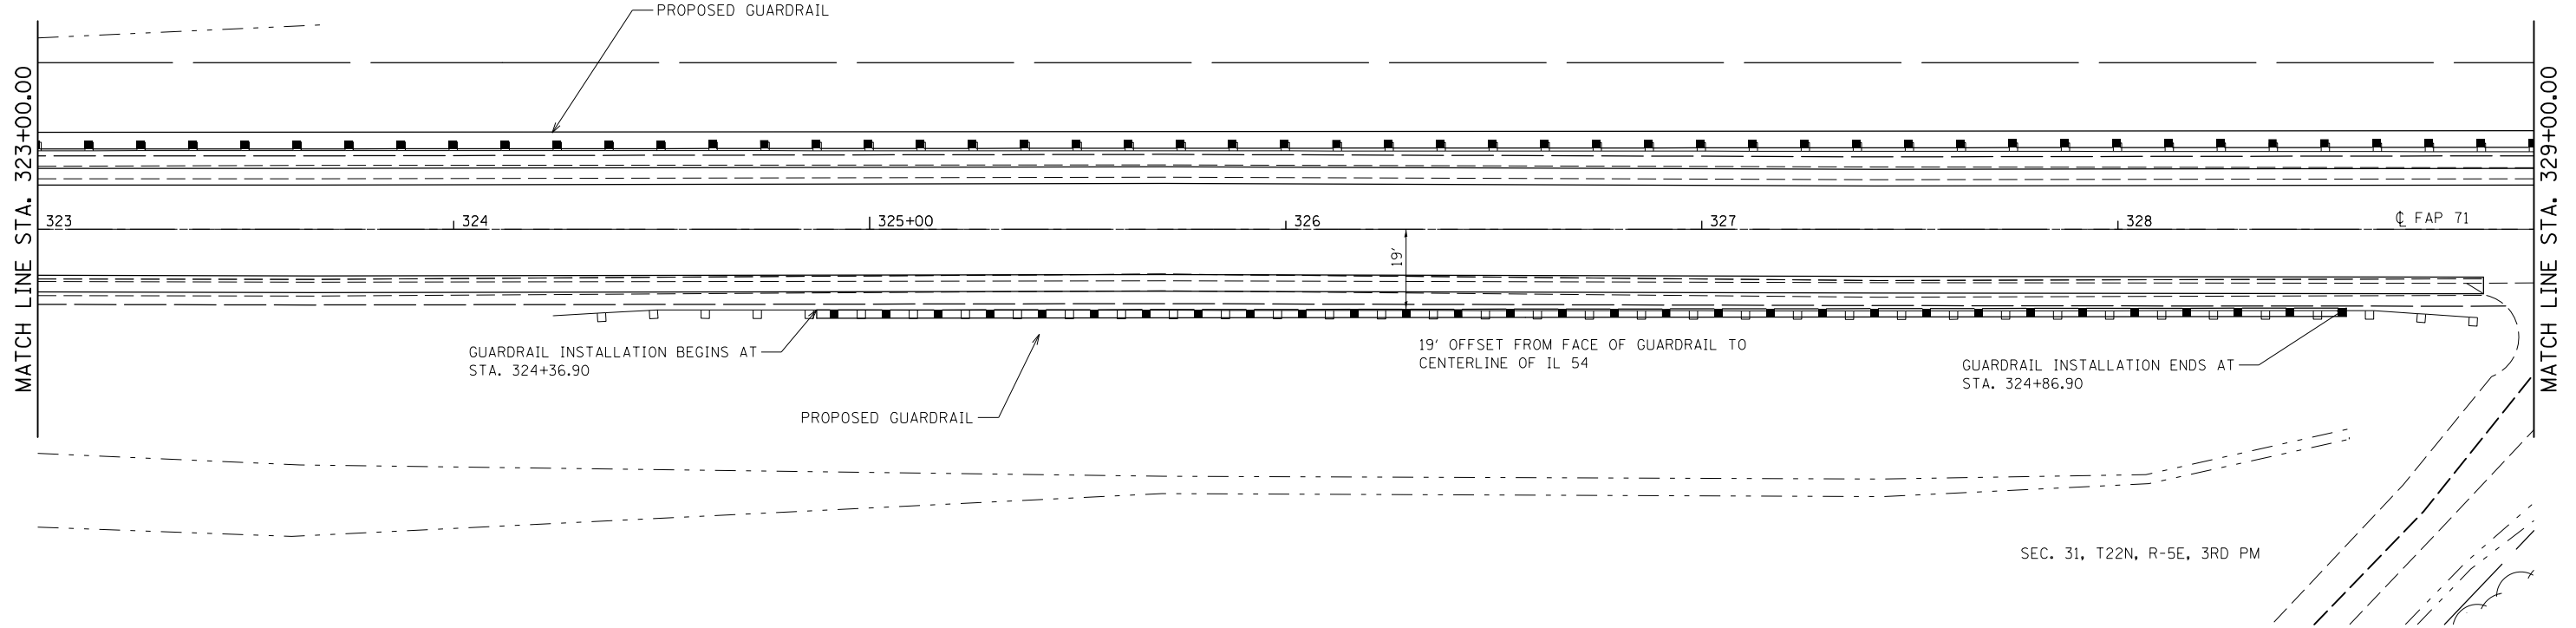 PROPOSED GUARDRAIL
MATCH LINE STA. 323+00.00
MATCH LINE STA. 329+00.00
323
324
325+00
326
327
328
℄ FAP 71
19'
GUARDRAIL INSTALLATION BEGINS AT
STA. 324+36.90
19' OFFSET FROM FACE OF GUARDRAIL TO
CENTERLINE OF IL 54
GUARDRAIL INSTALLATION ENDS AT
STA. 324+86.90
PROPOSED GUARDRAIL
SEC. 31, T22N, R-5E, 3RD PM